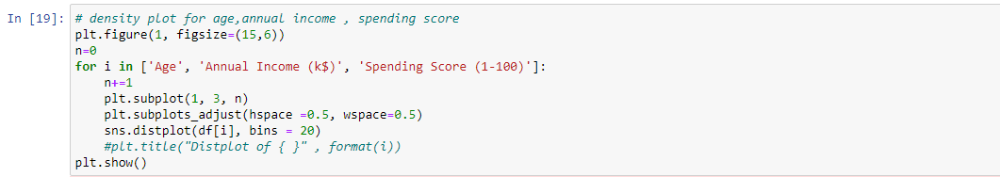 In [19]: # density plot for age,annual income , spending score
plt.figure(1, figsize=(15,6))
n=0
for i in ['Age', 'Annual Income (k$)', 'Spending Score (1-100)']:
    n+=1
    plt.subplot(1, 3, n)
    plt.subplots_adjust(hspace =0.5, wspace=0.5)
    sns.distplot(df[i], bins = 20)
    #plt.title("Distplot of { }" , format(i))
plt.show()